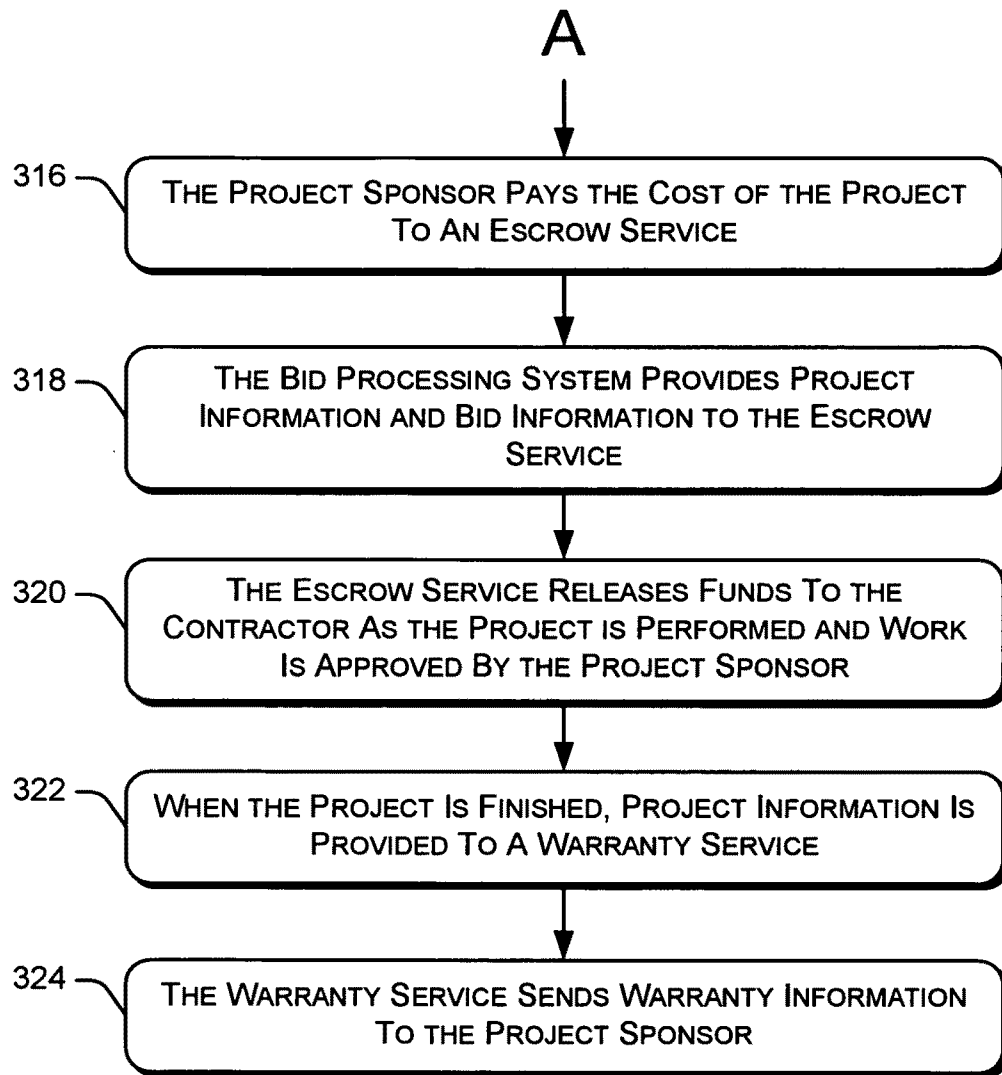 A
316
THE PROJECT SPONSOR PAYS THE COST OF THE PROJECT
TO AN ESCROW SERVICE
318
THE BID PROCESSING SYSTEM PROVIDES PROJECT
INFORMATION AND BID INFORMATION TO THE ESCROW
SERVICE
320
THE ESCROW SERVICE RELEASES FUNDS TO THE
CONTRACTOR AS THE PROJECT IS PERFORMED AND WORK
IS APPROVED BY THE PROJECT SPONSOR
322
WHEN THE PROJECT IS FINISHED, PROJECT INFORMATION IS
PROVIDED TO A WARRANTY SERVICE
324
THE WARRANTY SERVICE SENDS WARRANTY INFORMATION
TO THE PROJECT SPONSOR